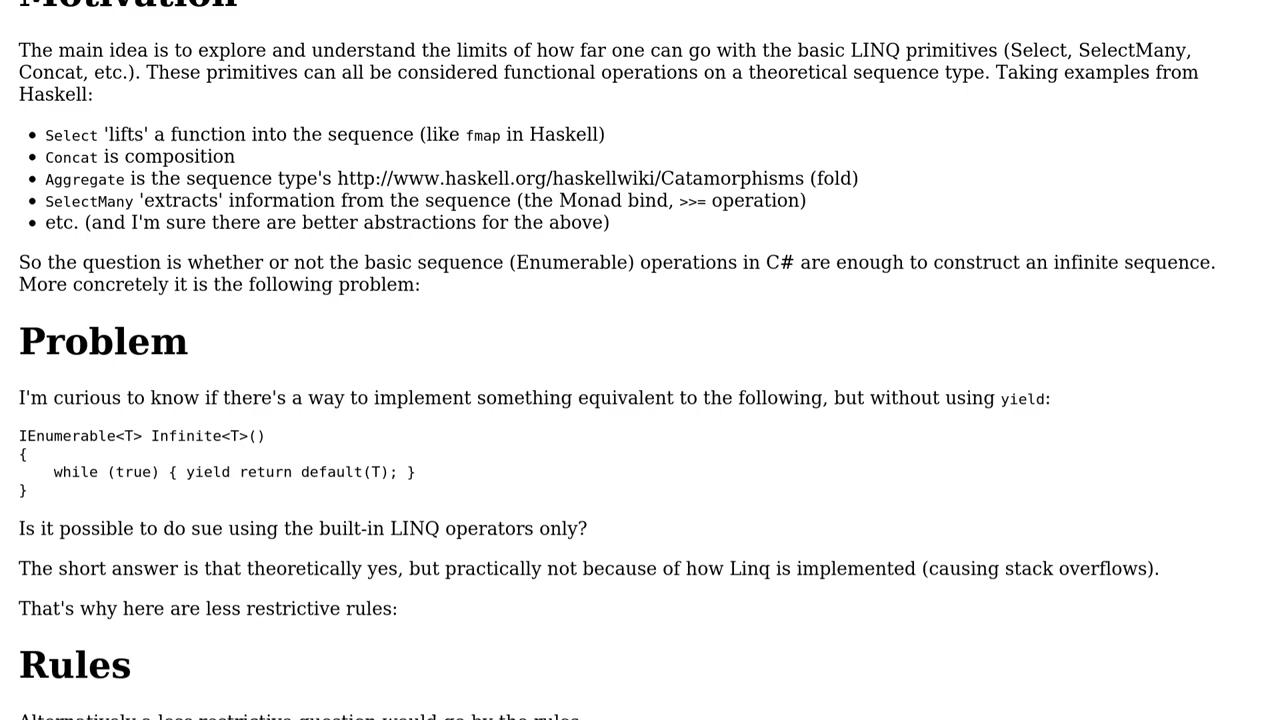 Motivation
The main idea is to explore and understand the limits of how far one can go with the basic LINQ primitives (Select, SelectMany,
Concat, etc.). These primitives can all be considered functional operations on a theoretical sequence type. Taking examples from
Haskell:
• Select 'lifts' a function into the sequence (like fmap in Haskell)
• Concat is composition
• Aggregate is the sequence type's http://www.haskell.org/haskellwiki/Catamorphisms (fold)
• SelectMany 'extracts' information from the sequence (the Monad bind, >>= operation)
• etc. (and I'm sure there are better abstractions for the above)
So the question is whether or not the basic sequence (Enumerable) operations in C# are enough to construct an infinite sequence.
More concretely it is the following problem:
Problem
I'm curious to know if there's a way to implement something equivalent to the following, but without using yield:
IEnumerable<T> Infinite<T>()
{
    while (true) { yield return default(T); }
}
Is it possible to do sue using the built-in LINQ operators only?
The short answer is that theoretically yes, but practically not because of how Linq is implemented (causing stack overflows).
That's why here are less restrictive rules:
Rules
Alternatively a less restrictive question would go by the rules